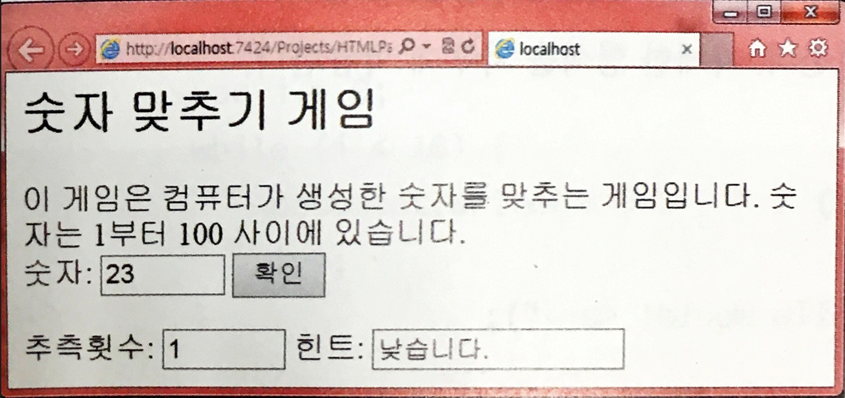 http://localhost:7424/Projects/HTMLPs
localhost
숫자 맞추기 게임
이 게임은 컴퓨터가 생성한 숫자를 맞추는 게임입니다. 숫
자는 1부터 100 사이에 있습니다.
숫자: 23 확인
추측횟수: 1 힌트: 낮습니다.